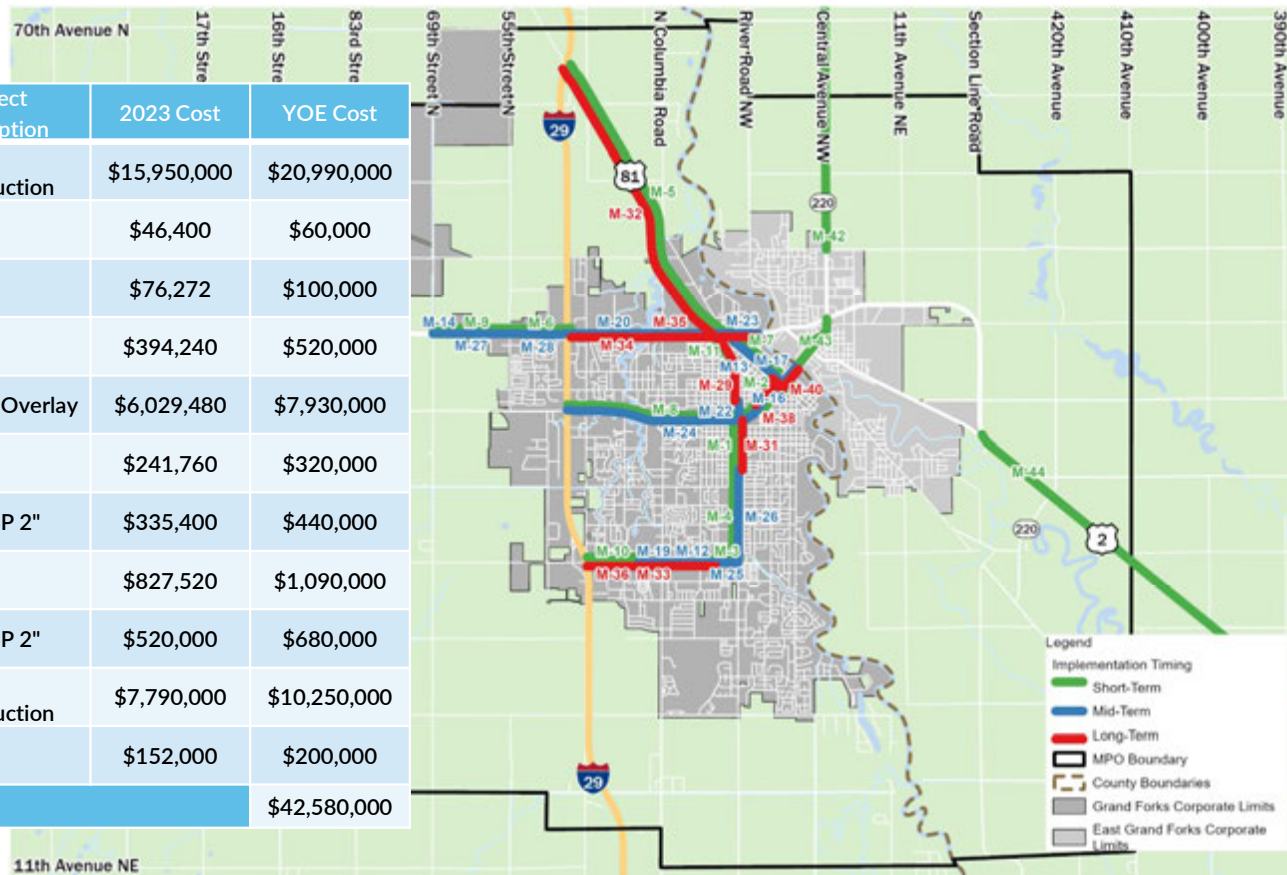 70th Avenue N
17th Stre
16th Stre
83rd Stre
69th Street N
55th Street N
N Columbia Road
River Road NW
Central Avenue NW
11th Avenue NE
Section Line Road
420th Avenue
410th Avenue
400th Avenue
390th Avenue
ect
ption
2023 Cost
YOE Cost
uction
$15,950,000
$20,990,000
$46,400
$60,000
$76,272
$100,000
$394,240
$520,000
Overlay
$6,029,480
$7,930,000
$241,760
$320,000
P 2"
$335,400
$440,000
$827,520
$1,090,000
P 2"
$520,000
$680,000
uction
$7,790,000
$10,250,000
$152,000
$200,000
$42,580,000
29
81
M-5
M-32
220
M-42
M-14
M-9
M-6
M-20
M-35
M-23
M-27
M-28
M-34
M-11
M-7
M-43
M13
M-17
M-29
M-2
M-40
M-16
M-8
M-22
M-38
M-24
M-1
M-31
M-44
M-4
M-26
220
2
M-10
M-19
M-12
M-3
M-36
M-33
M-25
29
Legend
Implementation Timing
Short-Term
Mid-Term
Long-Term
MPO Boundary
County Boundaries
Grand Forks Corporate Limits
East Grand Forks Corporate
Limits
11th Avenue NE